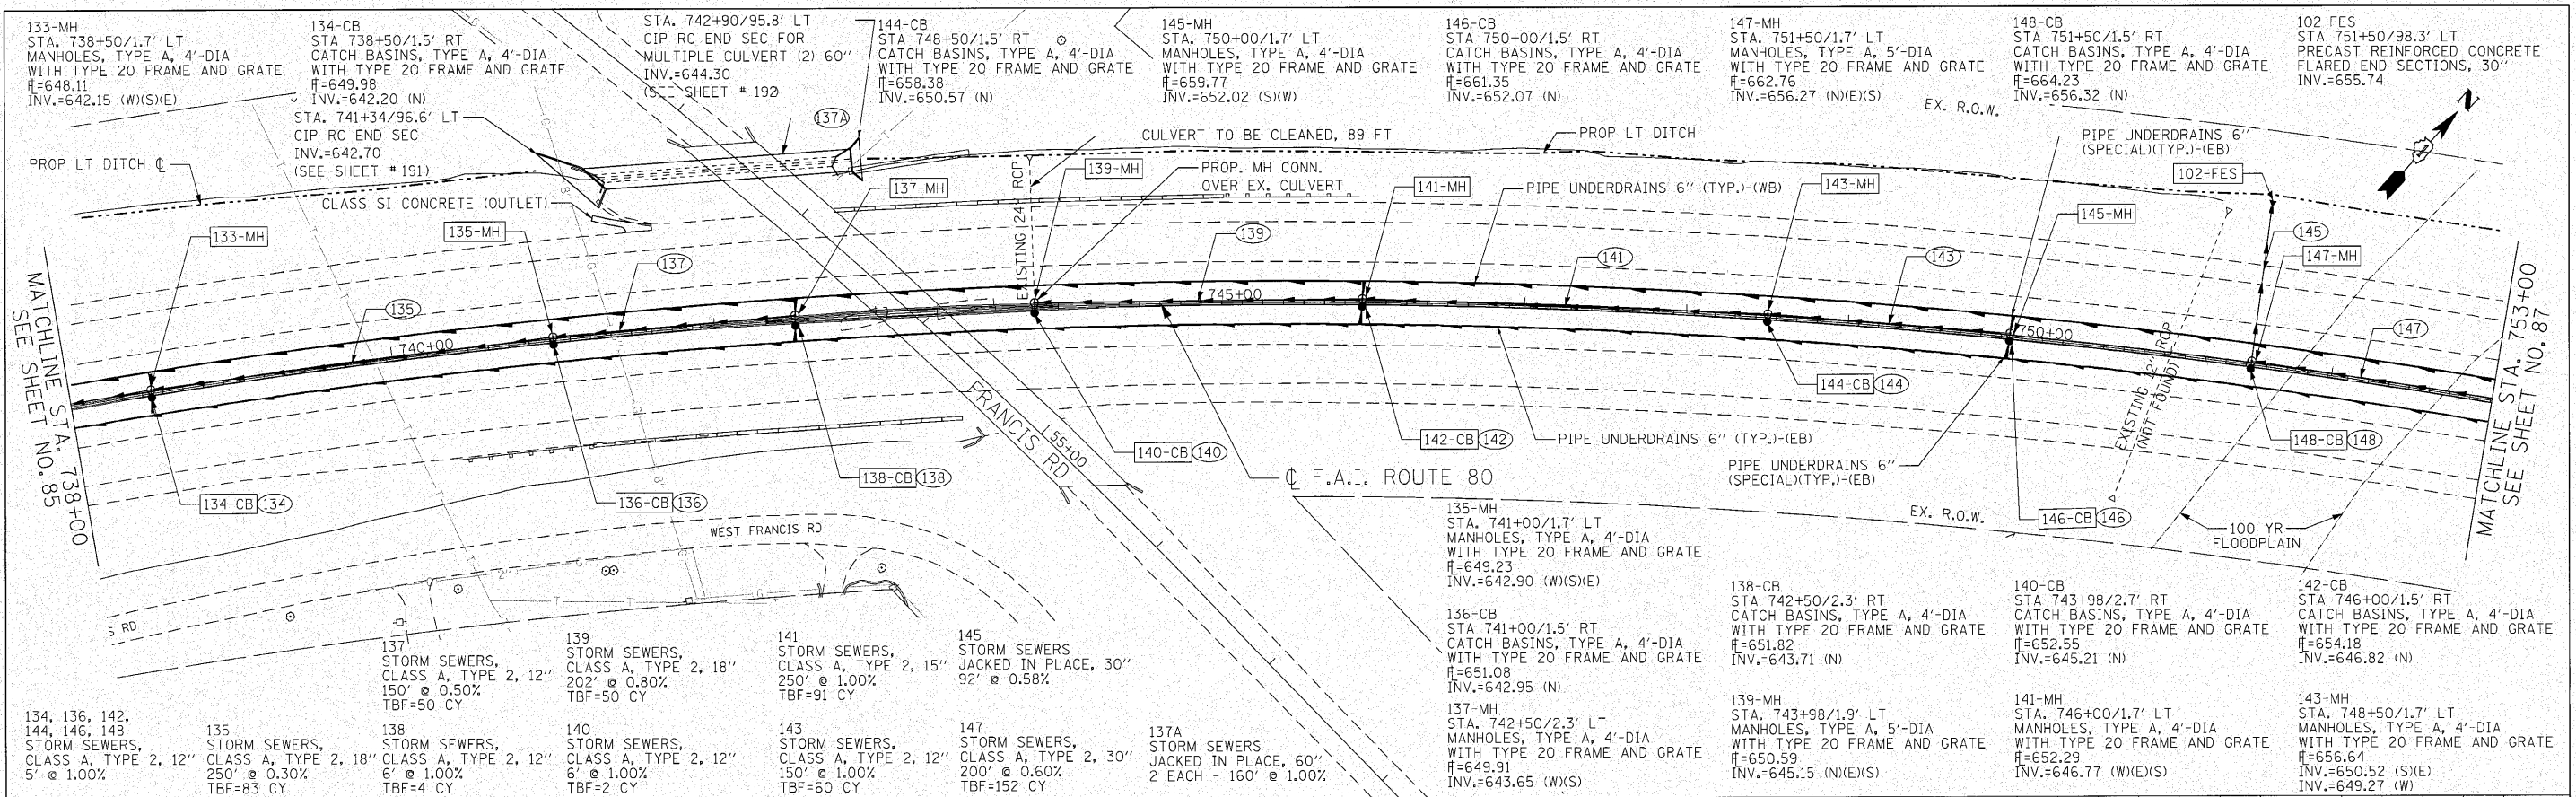 133-MH
STA. 738+50/1.7' LT
MANHOLES, TYPE A, 4'-DIA
WITH TYPE 20 FRAME AND GRATE
FL=648.11
INV.=642.15 (W)(S)(E)
134-CB
STA 738+50/1.5' RT
CATCH BASINS, TYPE A, 4'-DIA
WITH TYPE 20 FRAME AND GRATE
FL=649.98
INV.=642.20 (N)
STA. 742+90/95.8' LT
CIP RC END SEC FOR
MULTIPLE CULVERT (2) 60"
INV.=644.30
(SEE SHEET # 192)
144-CB
STA 748+50/1.5' RT
CATCH BASINS, TYPE A, 4'-DIA
WITH TYPE 20 FRAME AND GRATE
FL=658.38
INV.=650.57 (N)
145-MH
STA. 750+00/1.7' LT
MANHOLES, TYPE A, 4'-DIA
WITH TYPE 20 FRAME AND GRATE
FL=659.77
INV.=652.02 (S)(W)
146-CB
STA 750+00/1.5' RT
CATCH BASINS, TYPE A, 4'-DIA
WITH TYPE 20 FRAME AND GRATE
FL=661.35
INV.=652.07 (N)
147-MH
STA. 751+50/1.7' LT
MANHOLES, TYPE A, 5'-DIA
WITH TYPE 20 FRAME AND GRATE
FL=662.76
INV.=656.27 (N)(E)(S)
148-CB
STA 751+50/1.5' RT
CATCH BASINS, TYPE A, 4'-DIA
WITH TYPE 20 FRAME AND GRATE
FL=664.23
INV.=656.32 (N)
102-FES
STA 751+50/98.3' LT
PRECAST REINFORCED CONCRETE
FLARED END SECTIONS, 30"
INV.=655.74
EX. R.O.W.
N
STA. 741+34/96.6' LT
CIP RC END SEC
INV.=642.70
(SEE SHEET #191)
137A
CULVERT TO BE CLEANED, 89 FT
PROP LT DITCH
PIPE UNDERDRAINS 6"
(SPECIAL)(TYP.)-(EB)
PROP LT DITCH ℄
139-MH
PROP. MH CONN.
OVER EX. CULVERT
102-FES
137-MH
141-MH
PIPE UNDERDRAINS 6" (TYP.)-(WB)
143-MH
145-MH
CLASS SI CONCRETE (OUTLET)
EXISTING 24" RCP
133-MH
135-MH
137
139
141
143
145
147-MH
MATCHLINE STA. 738+00
SEE SHEET NO. 85
135
740+00
745+00
750+00
147
MATCHLINE STA. 753+00
SEE SHEET NO. 87
EXISTING 12" RCP
(NOT FOUND)
144-CB 144
FRANCIS RD
55+00
134-CB 134
136-CB 136
138-CB 138
140-CB 140
142-CB 142
PIPE UNDERDRAINS 6" (TYP.)-(EB)
148-CB 148
PIPE UNDERDRAINS 6"
(SPECIAL)(TYP.)-(EB)
146-CB 146
℄ F.A.I. ROUTE 80
EX. R.O.W.
100 YR
FLOODPLAIN
WEST FRANCIS RD
S RD
135-MH
STA. 741+00/1.7' LT
MANHOLES, TYPE A, 4'-DIA
WITH TYPE 20 FRAME AND GRATE
FL=649.23
INV.=642.90 (W)(S)(E)
136-CB
STA 741+00/1.5' RT
CATCH BASINS, TYPE A, 4'-DIA
WITH TYPE 20 FRAME AND GRATE
FL=651.08
INV.=642.95 (N)
138-CB
STA 742+50/2.3' RT
CATCH BASINS, TYPE A, 4'-DIA
WITH TYPE 20 FRAME AND GRATE
FL=651.82
INV.=643.71 (N)
140-CB
STA 743+98/2.7' RT
CATCH BASINS, TYPE A, 4'-DIA
WITH TYPE 20 FRAME AND GRATE
FL=652.55
INV.=645.21 (N)
142-CB
STA 746+00/1.5' RT
CATCH BASINS, TYPE A, 4'-DIA
WITH TYPE 20 FRAME AND GRATE
FL=654.18
INV.=646.82 (N)
137
STORM SEWERS,
CLASS A, TYPE 2, 12"
150' @ 0.50%
TBF=50 CY
139
STORM SEWERS,
CLASS A, TYPE 2, 18"
202' @ 0.80%
TBF=50 CY
141
STORM SEWERS,
CLASS A, TYPE 2, 15"
250' @ 1.00%
TBF=91 CY
145
STORM SEWERS
JACKED IN PLACE, 30"
92' @ 0.58%
134, 136, 142,
144, 146, 148
STORM SEWERS,
CLASS A, TYPE 2, 12"
5' @ 1.00%
135
STORM SEWERS,
CLASS A, TYPE 2, 18"
250' @ 0.30%
TBF=83 CY
138
STORM SEWERS,
CLASS A, TYPE 2, 12"
6' @ 1.00%
TBF=4 CY
140
STORM SEWERS,
CLASS A, TYPE 2, 12"
6' @ 1.00%
TBF=2 CY
143
STORM SEWERS,
CLASS A, TYPE 2, 12"
150' @ 1.00%
TBF=60 CY
147
STORM SEWERS,
CLASS A, TYPE 2, 30"
200' @ 0.60%
TBF=152 CY
137A
STORM SEWERS
JACKED IN PLACE, 60"
2 EACH - 160' @ 1.00%
137-MH
STA. 742+50/2.3' LT
MANHOLES, TYPE A, 4'-DIA
WITH TYPE 20 FRAME AND GRATE
FL=649.91
INV.=643.65 (W)(S)
139-MH
STA. 743+98/1.9' LT
MANHOLES, TYPE A, 5'-DIA
WITH TYPE 20 FRAME AND GRATE
FL=650.59
INV.=645.15 (N)(E)(S)
141-MH
STA. 746+00/1.7' LT
MANHOLES, TYPE A, 4'-DIA
WITH TYPE 20 FRAME AND GRATE
FL=652.29
INV.=646.77 (W)(E)(S)
143-MH
STA. 748+50/1.7' LT
MANHOLES, TYPE A, 4'-DIA
WITH TYPE 20 FRAME AND GRATE
FL=656.64
INV.=650.52 (S)(E)
INV.=649.27 (W)